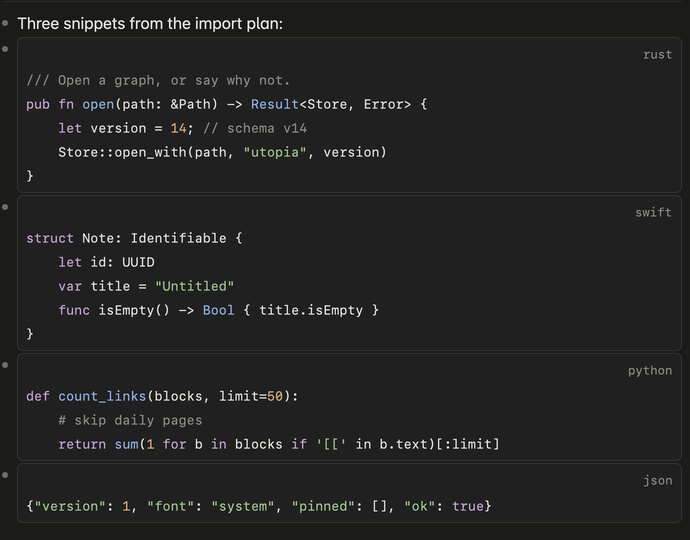 Three snippets from the import plan:
rust
/// Open a graph, or say why not.
pub fn open(path: &Path) -> Result<Store, Error> {
    let version = 14; // schema v14
    Store::open_with(path, "utopia", version)
}
swift
struct Note: Identifiable {
    let id: UUID
    var title = "Untitled"
    func isEmpty() -> Bool { title.isEmpty }
}
python
def count_links(blocks, limit=50):
    # skip daily pages
    return sum(1 for b in blocks if '[[' in b.text)[:limit]
json
{"version": 1, "font": "system", "pinned": [], "ok": true}